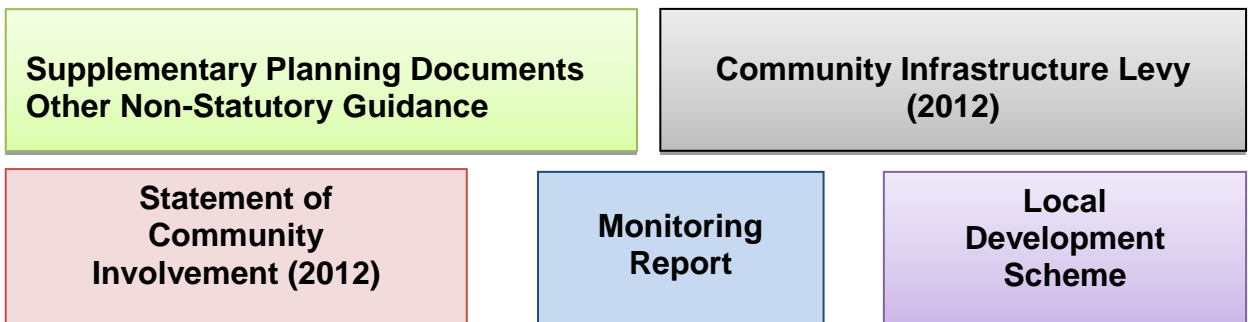 Supplementary Planning Documents
Other Non-Statutory Guidance
Community Infrastructure Levy
(2012)
Statement of
Community
Involvement (2012)
Monitoring
Report
Local
Development
Scheme